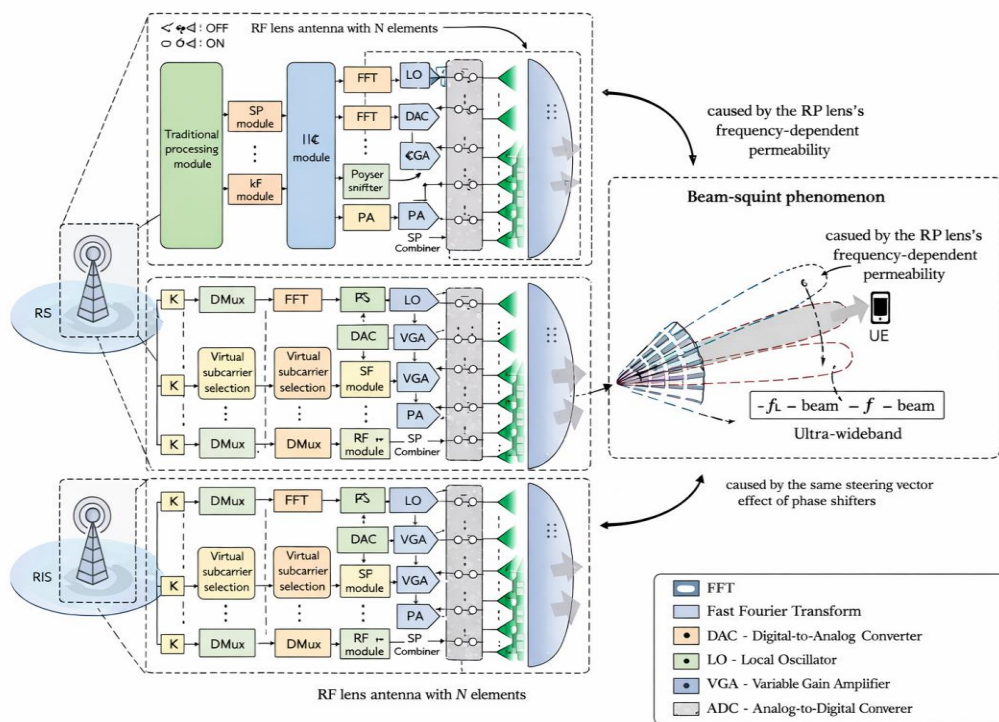 : OFF
: ON
RF lens antenna with N elements
Traditional
processing
module
SP
module
kF
module
module
FFT
FFT
Poyser
snifter
PA
LO
DAC
CGA
PA
SP
Combiner
caused by the RP lens's
frequency-dependent
permeability
Beam-squint phenomenon
casued by the RP lens's
frequency-dependent
permeability
UE
-fL – beam – f – beam
Ultra-wideband
caused by the same steering vector
effect of phase shifters
RS
K
DMux
FFT
PS
LO
DAC
VGA
K
Virtual
subcarrier
selection
Virtual
subcarrier
selection
SF
module
VGA
PA
K
DMux
DMux
RF
module
SP
Combiner
RIS
K
DMux
FFT
PS
LO
DAC
VGA
K
Virtual
subcarrier
selection
Virtual
subcarrier
selection
SP
module
VGA
PA
K
DMux
DMux
RF
module
SP
Combiner
RF lens antenna with N elements
FFT
Fast Fourier Transform
DAC - Digital-to-Analog Converter
LO - Local Oscillator
VGA - Variable Gain Amplifier
ADC - Analog-to-Digital Converer